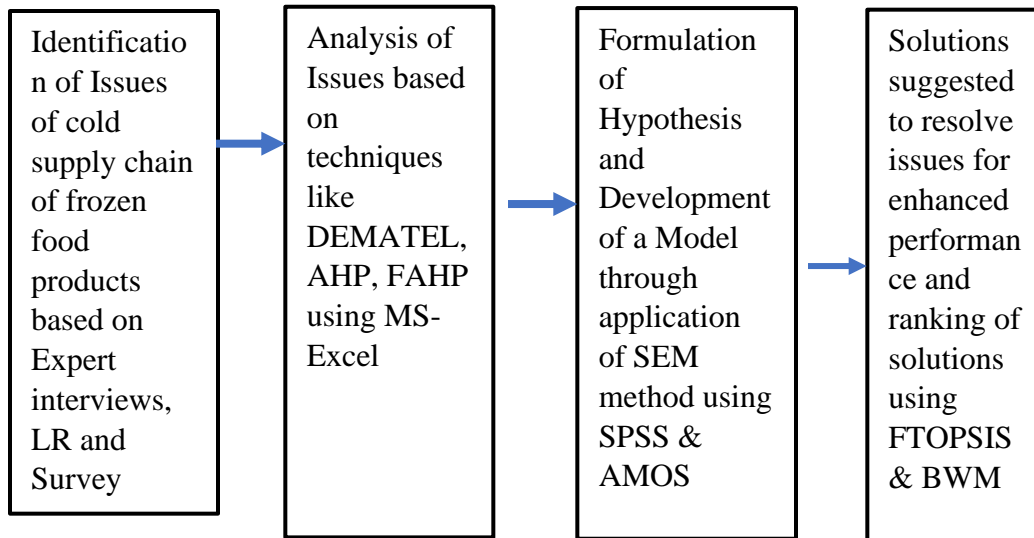 Identificatio
n of Issues
of cold
supply chain
of frozen
food
products
based on
Expert
interviews,
LR and
Survey
Analysis of
Issues based
on
techniques
like
DEMATEL,
AHP, FAHP
using MS-
Excel
Formulation
of
Hypothesis
and
Development
of a Model
through
application
of SEM
method using
SPSS &
AMOS
Solutions
suggested
to resolve
issues for
enhanced
performan
ce and
ranking of
solutions
using
FTOPSIS
& BWM